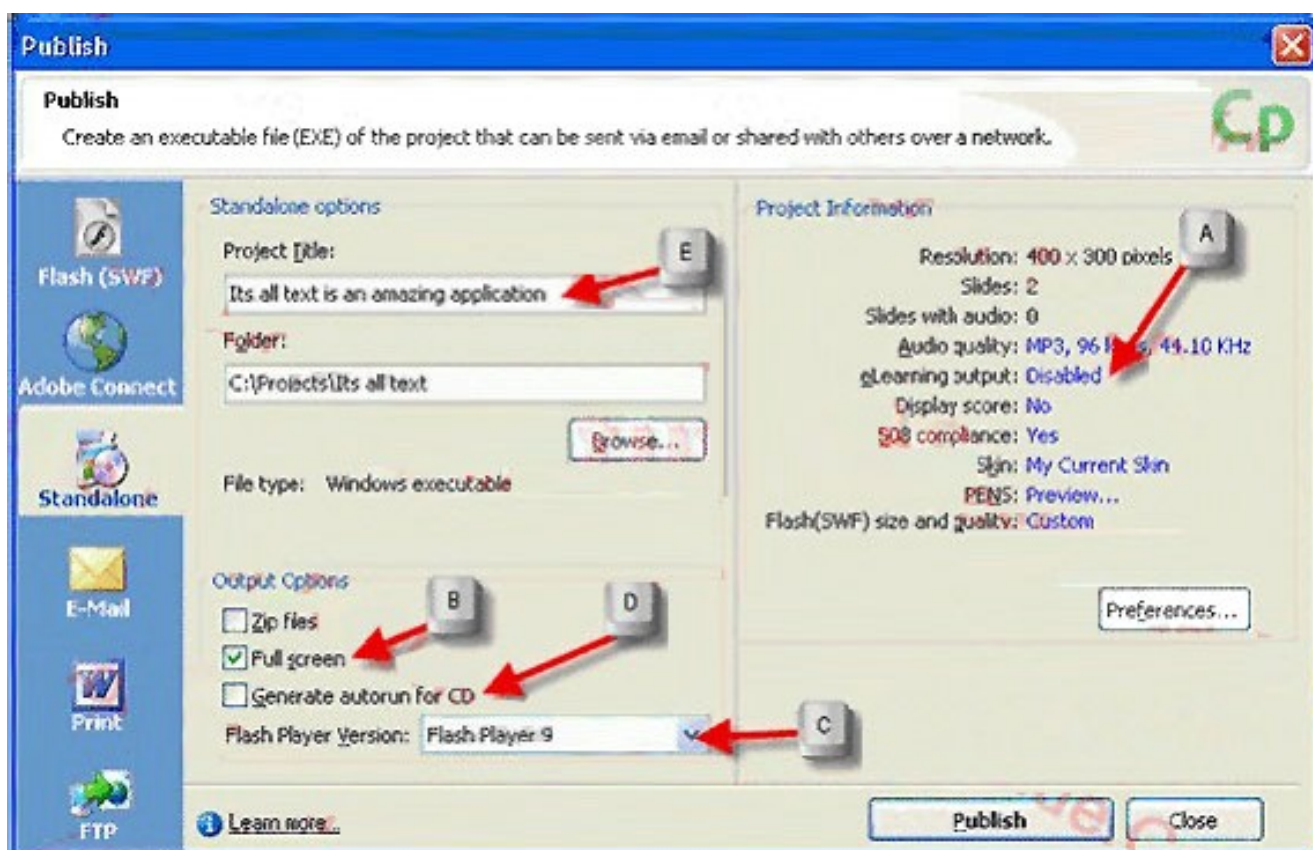 Publish
Publish
Create an executable file (EXE) of the project that can be sent via email or shared with others over a network.
Cp
Flash (SWF)
Adobe Connect
Standalone
E-Mail
Print
FTP
Standalone options
Project Title:
E
Its all text is an amazing application
Folder:
C:\Projects\Its all text
Browse...
File type: Windows executable
Output Options
B
D
Zip files
Full screen
Generate autorun for CD
Flash Player Version: Flash Player 9
C
Project Information
A
Resolution: 400 x 300 pixels
Slides: 2
Slides with audio: 0
Audio quality: MP3, 96 44.10 KHz
eLearning output: Disabled
Display score: No
508 compliance: Yes
Skin: My Current Skin
PENS: Preview...
Flash(SWF) size and quality: Custom
Preferences...
Learn more...
Publish
Close